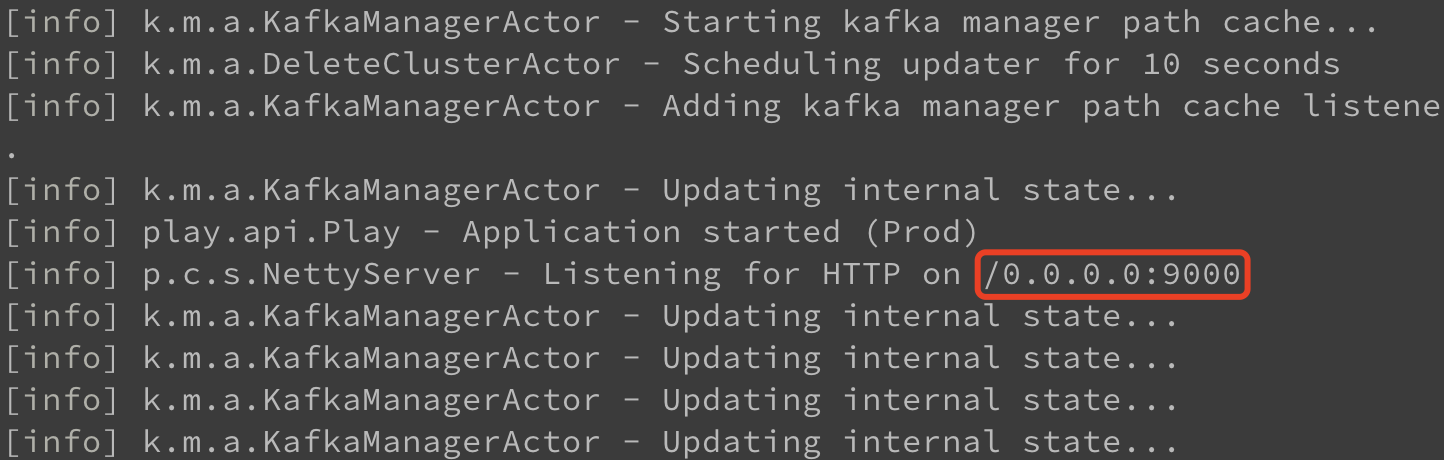 [info] k.m.a.KafkaManagerActor - Starting kafka manager path cache...
[info] k.m.a.DeleteClusterActor - Scheduling updater for 10 seconds
[info] k.m.a.KafkaManagerActor - Adding kafka manager path cache listene
.
[info] k.m.a.KafkaManagerActor - Updating internal state...
[info] play.api.Play - Application started (Prod)
[info] p.c.s.NettyServer - Listening for HTTP on /0.0.0.0:9000
[info] k.m.a.KafkaManagerActor - Updating internal state...
[info] k.m.a.KafkaManagerActor - Updating internal state...
[info] k.m.a.KafkaManagerActor - Updating internal state...
[info] k.m.a.KafkaManagerActor - Updating internal state...